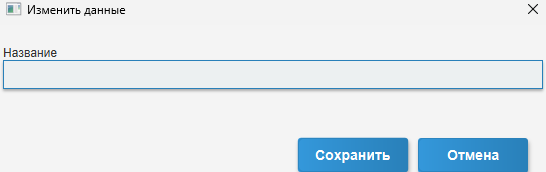 Изменить данные
Название
Сохранить Отмена